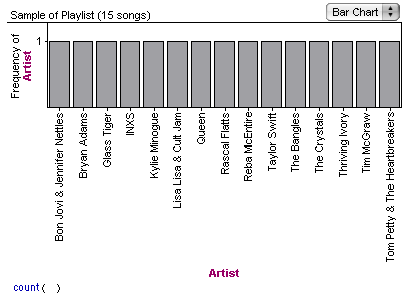 Sample of Playlist (15 songs)
Bar Chart
Frequency of
Artist
1
Bon Jovi & Jennifer Nettles
Bryan Adams
Glass Tiger
INXS
Kylie Minogue
Lisa Lisa & Cult Jam
Queen
Rascal Flatts
Reba McEntire
Taylor Swift
The Bangles
The Crystals
Thriving Ivory
Tim McGraw
Tom Petty & The Heartbreakers
Artist
count ( )